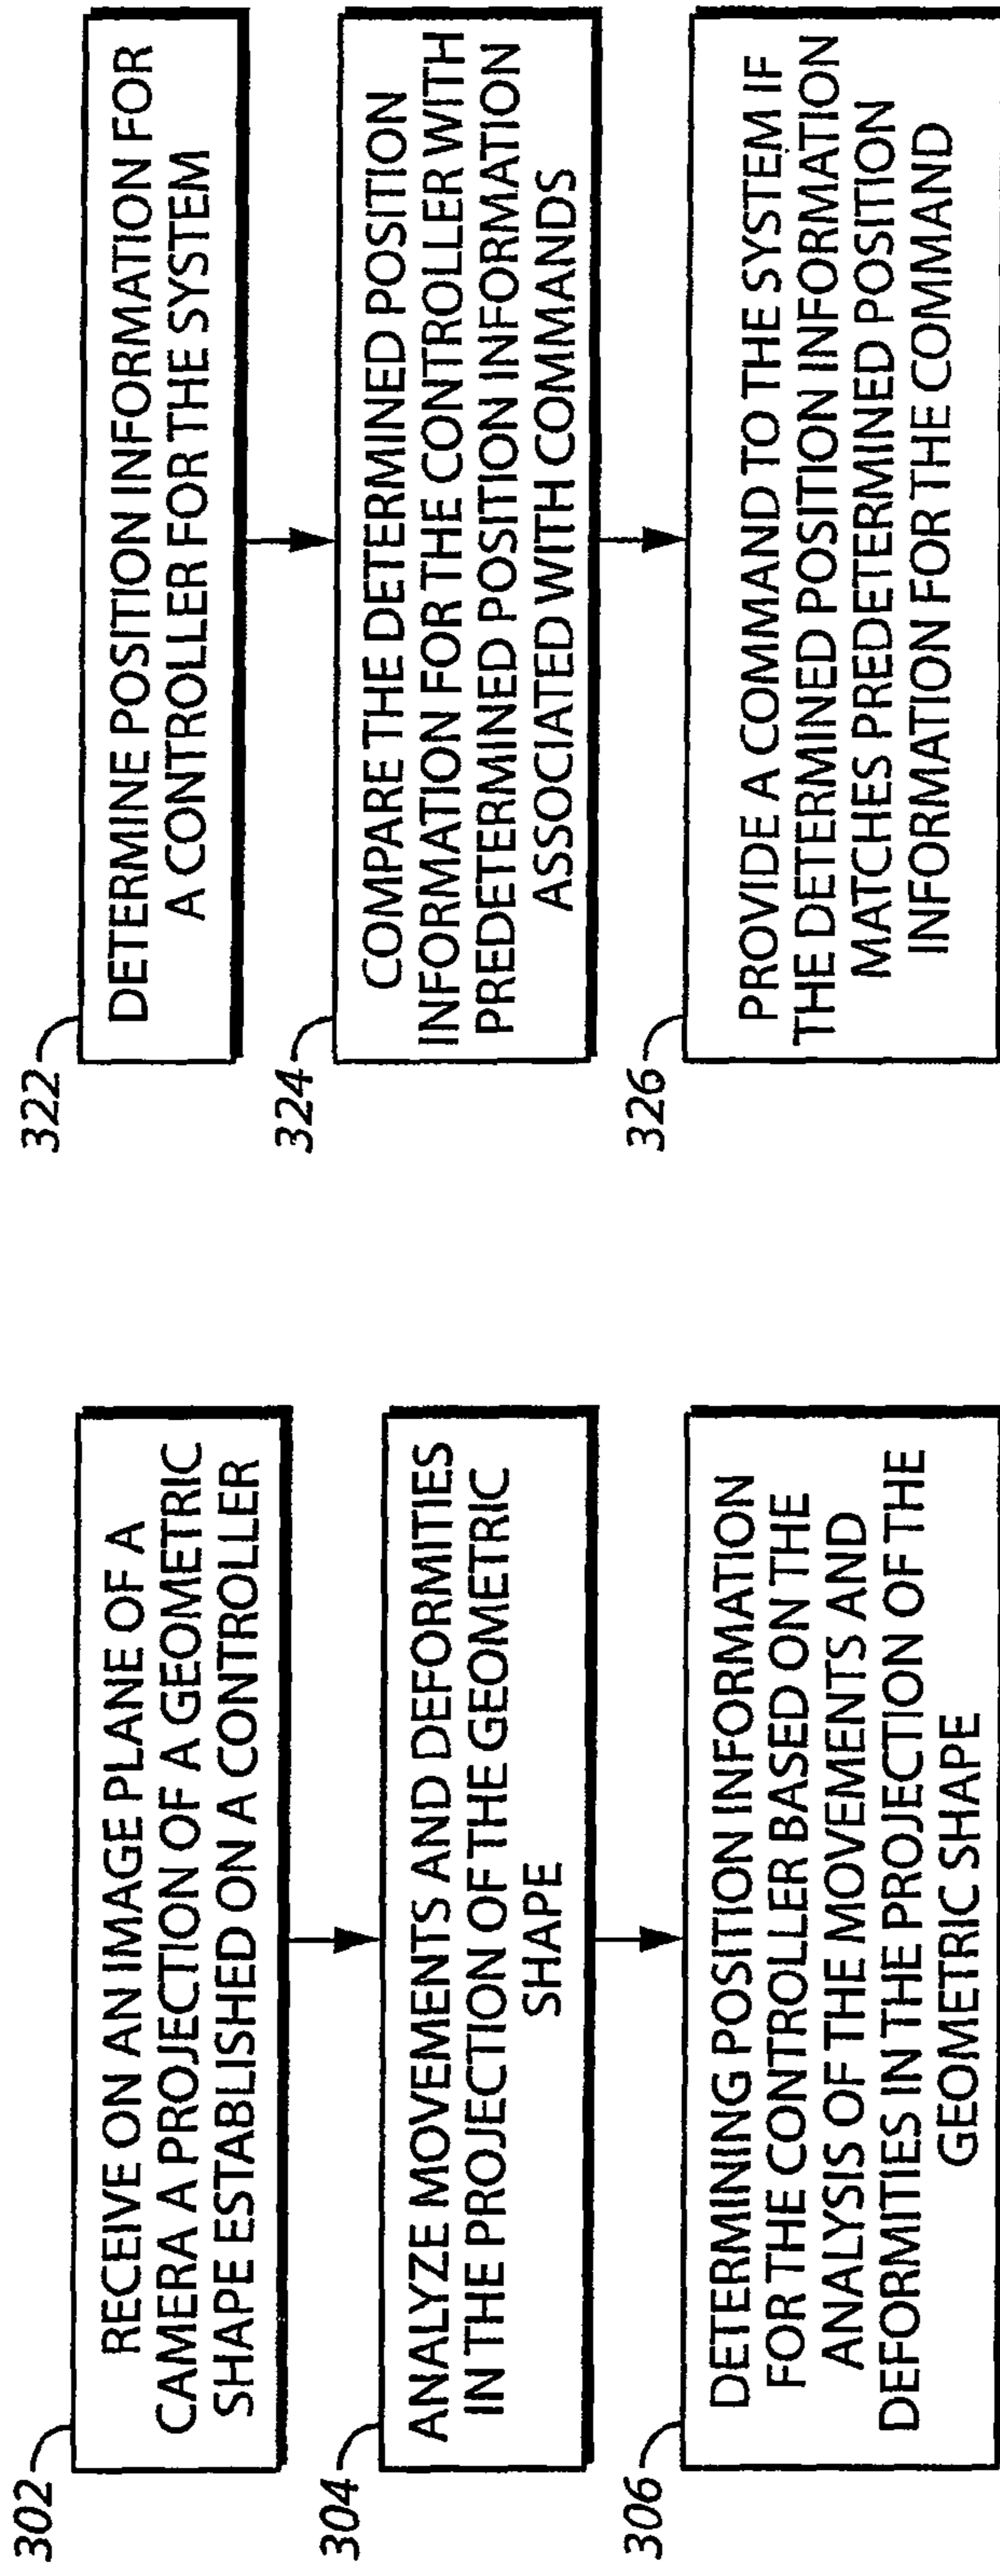 302
RECEIVE ON AN IMAGE PLANE OF A
CAMERA A PROJECTION OF A GEOMETRIC
SHAPE ESTABLISHED ON A CONTROLLER
304
ANALYZE MOVEMENTS AND DEFORMITIES
IN THE PROJECTION OF THE GEOMETRIC
SHAPE
306
DETERMINING POSITION INFORMATION
FOR THE CONTROLLER BASED ON THE
ANALYSIS OF THE MOVEMENTS AND
DEFORMITIES IN THE PROJECTION OF THE
GEOMETRIC SHAPE
322
DETERMINE POSITION INFORMATION FOR
A CONTROLLER FOR THE SYSTEM
324
COMPARE THE DETERMINED POSITION
INFORMATION FOR THE CONTROLLER WITH
PREDETERMINED POSITION INFORMATION
ASSOCIATED WITH COMMANDS
326
PROVIDE A COMMAND TO THE SYSTEM IF
THE DETERMINED POSITION INFORMATION
MATCHES PREDETERMINED POSITION
INFORMATION FOR THE COMMAND